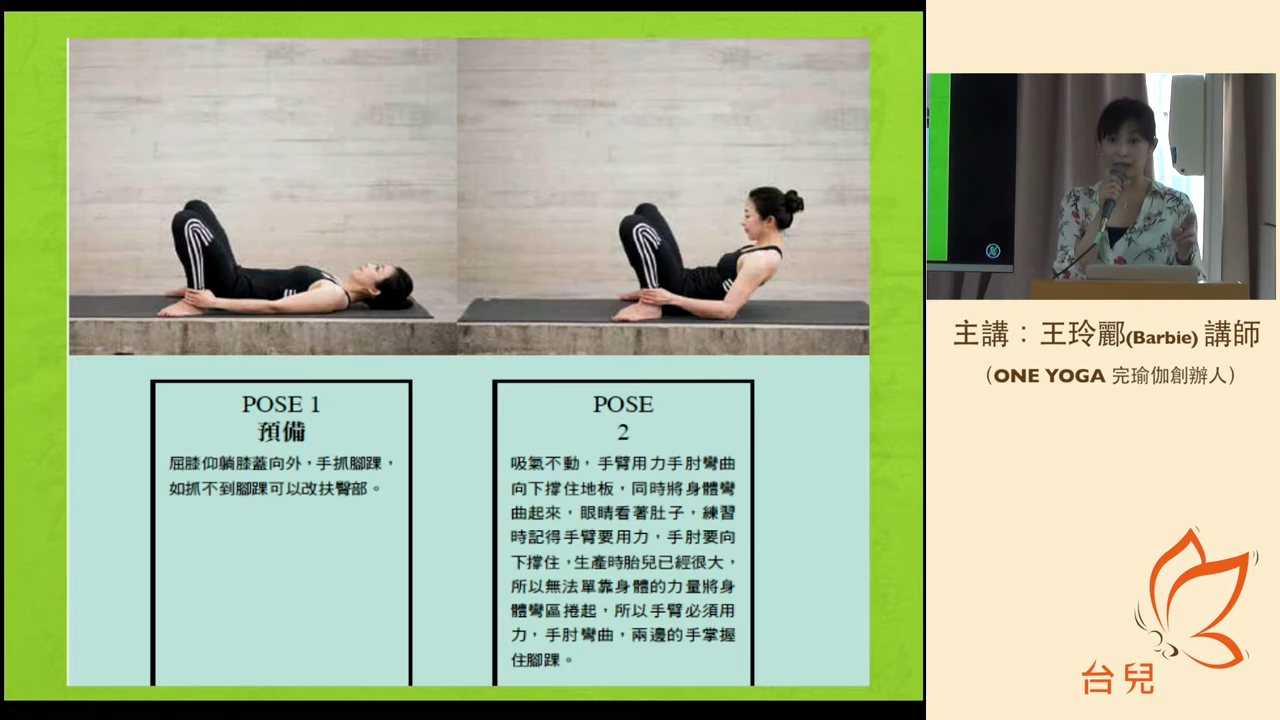 POSE 1
預備
屈膝仰躺膝蓋向外，手抓腳踝，
如抓不到腳踝可以改扶臀部。
POSE
2
吸氣不動，手臂用力手肘彎曲
向下撐住地板，同時將身體彎
曲起來，眼睛看著肚子，練習
時記得手臂要用力，手肘要向
下撐住，生產時胎兒已經很大，
所以無法單靠身體的力量將身
體彎區捲起，所以手臂必須用
力，手肘彎曲，兩邊的手掌握
住腳踝。
主講：王玲酈(Barbie) 講師
（ONE YOGA 完瑜伽創辦人）
台兒